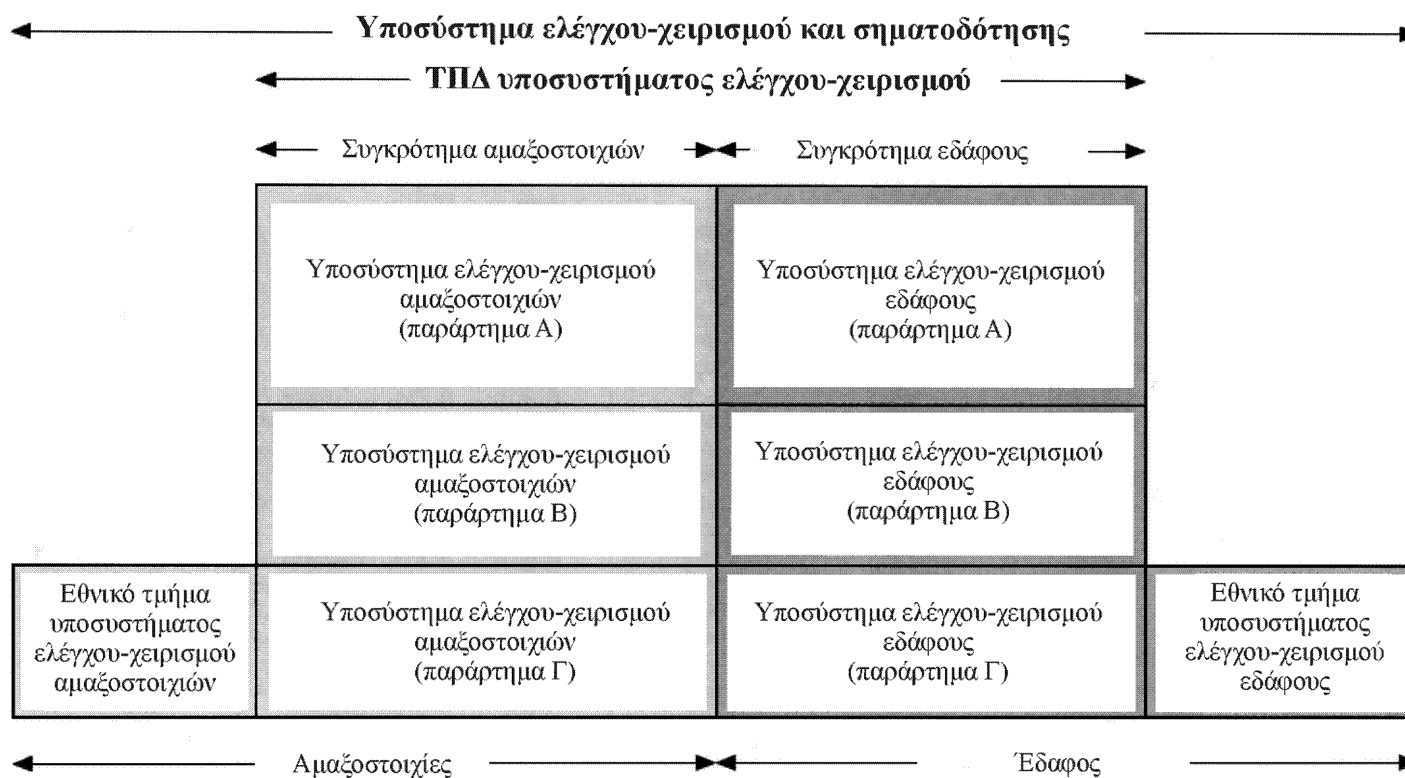 Υποσύστημα ελέγχου-χειρισμού και σηματοδότησης
ΤΠΔ υποσυστήματος ελέγχου-χειρισμού
Συγκρότημα αμαξοστοιχιών
Συγκρότημα εδάφους
Υποσύστημα ελέγχου-χειρισμού
αμαξοστοιχιών
(παράρτημα Α)
Υποσύστημα ελέγχου-χειρισμού
εδάφους
(παράρτημα Α)
Υποσύστημα ελέγχου-χειρισμού
αμαξοστοιχιών
(παράρτημα Β)
Υποσύστημα ελέγχου-χειρισμού
εδάφους
(παράρτημα Β)
Εθνικό τμήμα
υποσυστήματος
ελέγχου-χειρισμού
αμαξοστοιχιών
Υποσύστημα ελέγχου-χειρισμού
αμαξοστοιχιών
(παράρτημα Γ)
Υποσύστημα ελέγχου-χειρισμού
εδάφους
(παράρτημα Γ)
Εθνικό τμήμα
υποσυστήματος
ελέγχου-χειρισμού
εδάφους
Αμαξοστοιχίες
Έδαφος